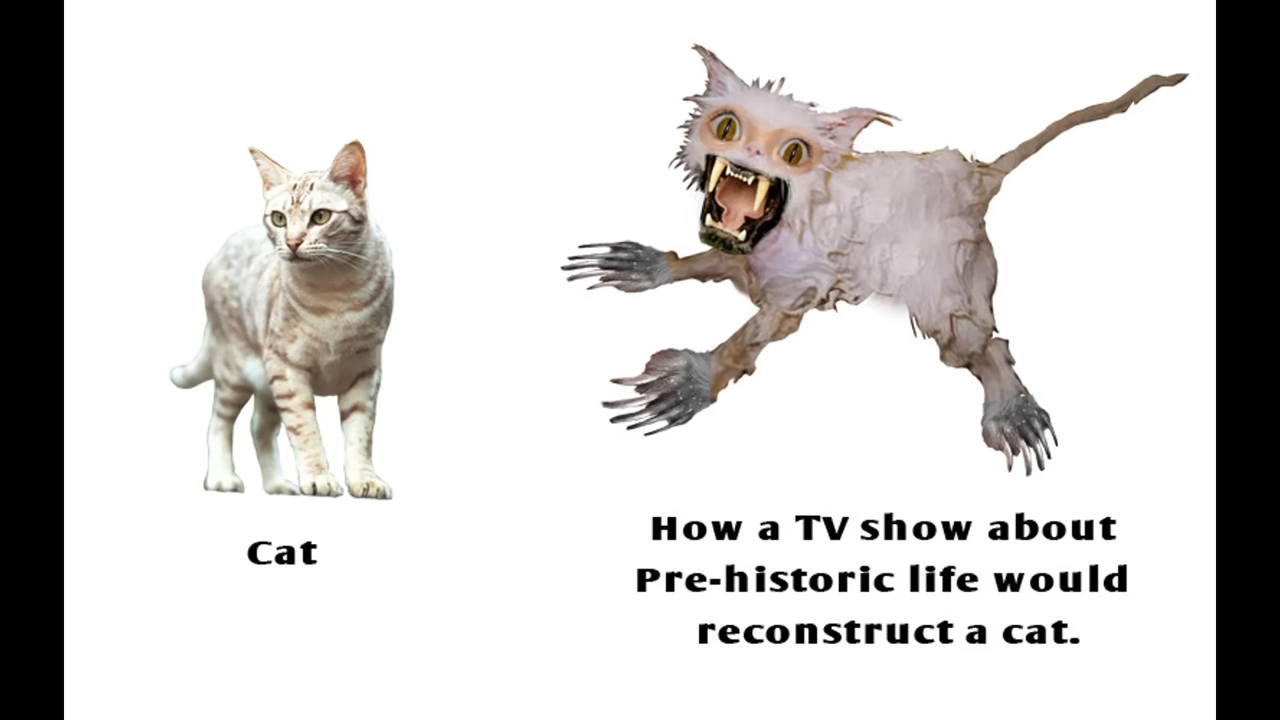 Cat
How a TV show about
Pre-historic life would
reconstruct a cat.